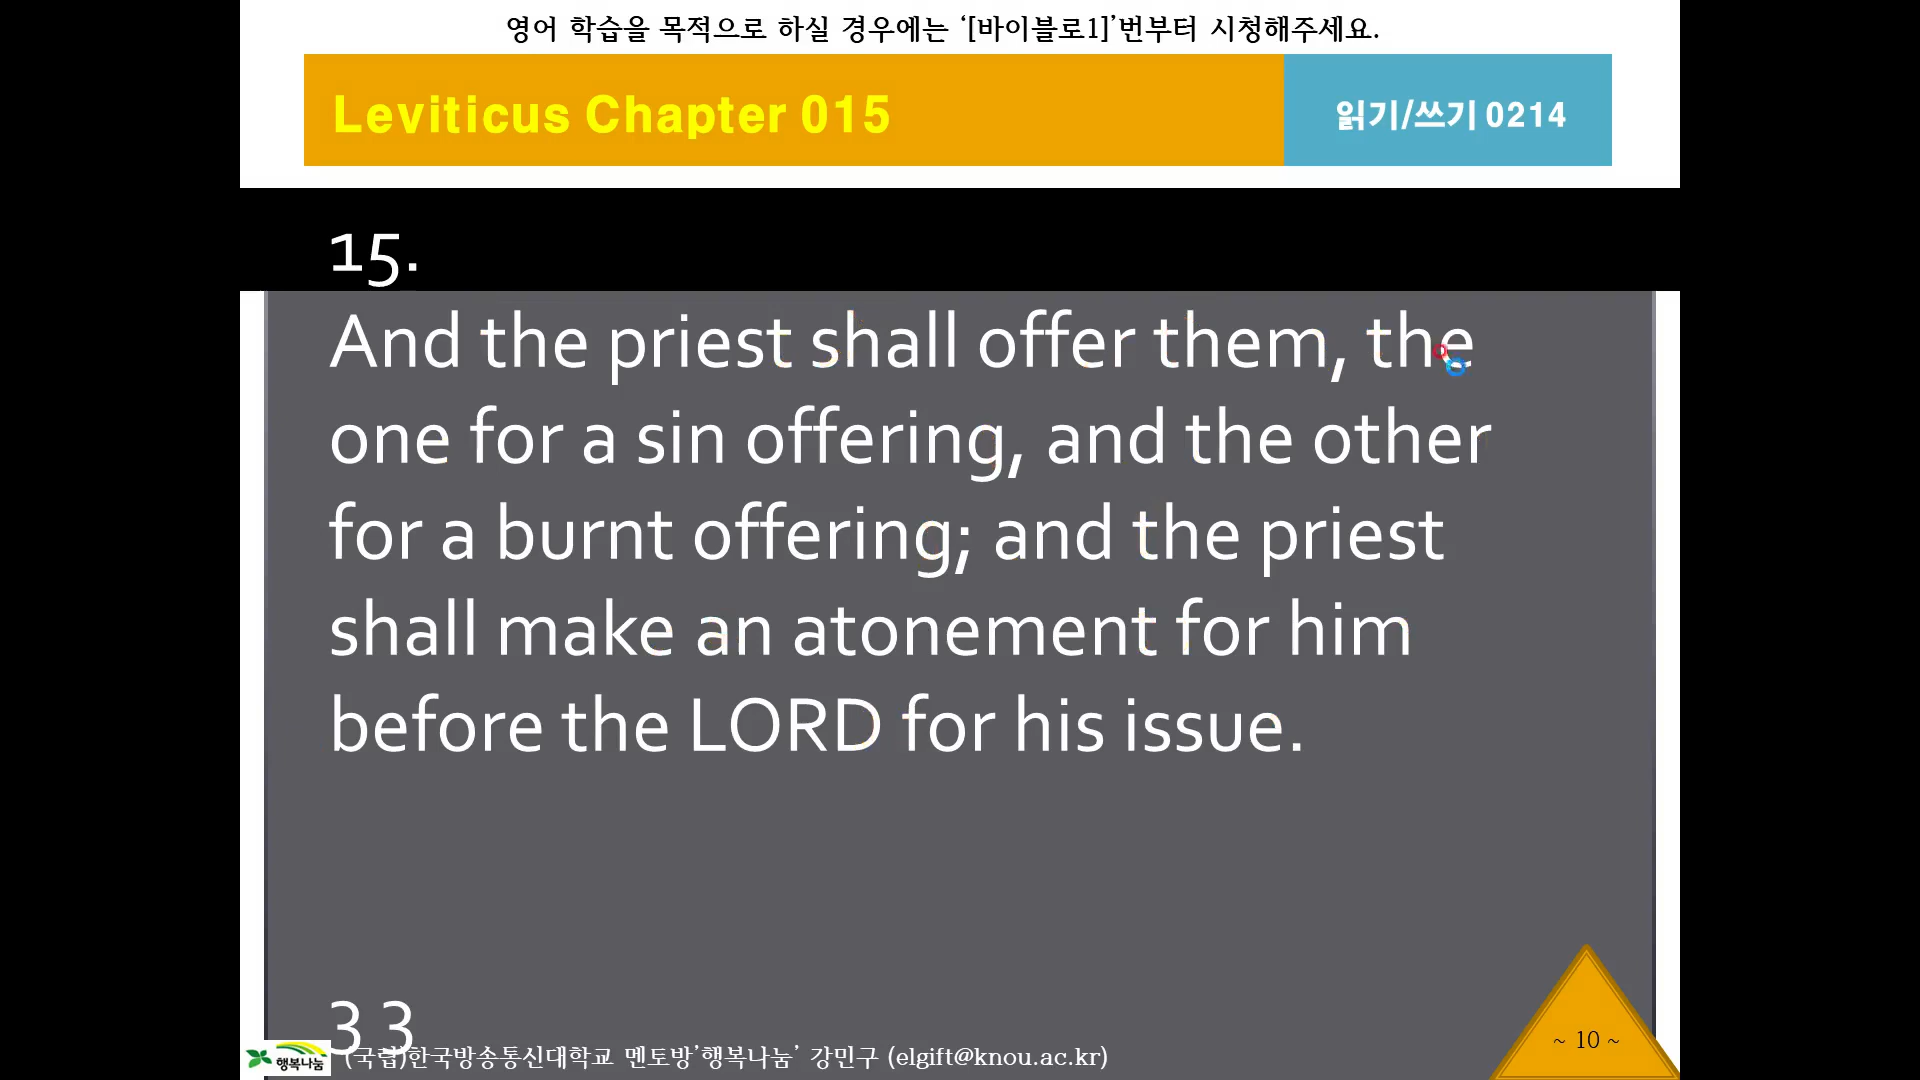 영어 학습을 목적으로 하실 경우에는 ‘[바이블로1]’번부터 시청해주세요.
Leviticus Chapter 015
읽기/쓰기 0214
15.
And the priest shall offer them, the
one for a sin offering, and the other
for a burnt offering; and the priest
shall make an atonement for him
before the LORD for his issue.
3 3
행복나눔
(국립)한국방송통신대학교 멘토방’행복나눔’ 강민구 (elgift@knou.ac.kr)
~ 10 ~